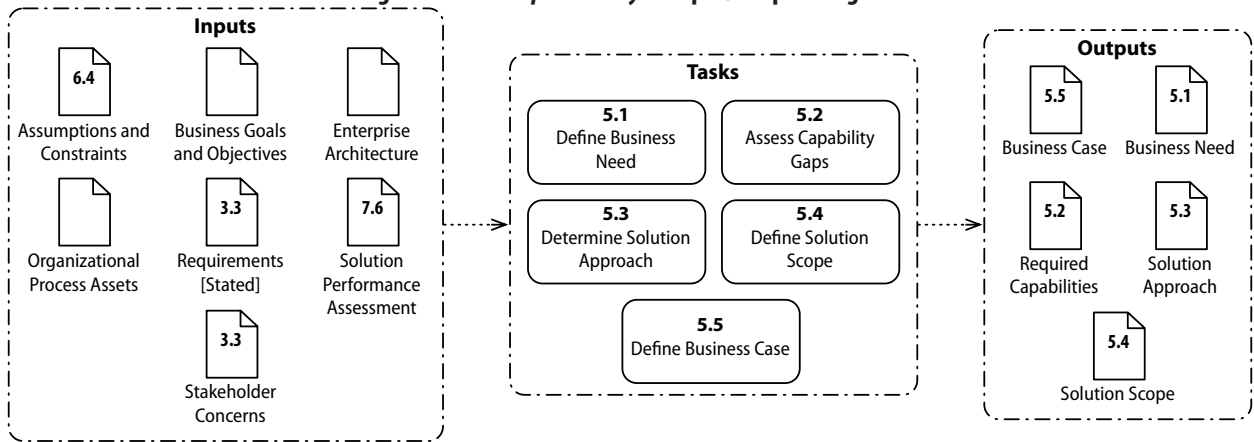 Inputs
6.4
Assumptions and
Constraints
Business Goals
and Objectives
Enterprise
Architecture
Organizational
Process Assets
3.3
Requirements
[Stated]
7.6
Solution
Performance
Assessment
3.3
Stakeholder
Concerns
Tasks
5.1
Define Business
Need
5.2
Assess Capability
Gaps
5.3
Determine Solution
Approach
5.4
Define Solution
Scope
5.5
Define Business Case
Outputs
5.5
Business Case
5.1
Business Need
5.2
Required
Capabilities
5.3
Solution
Approach
5.4
Solution Scope